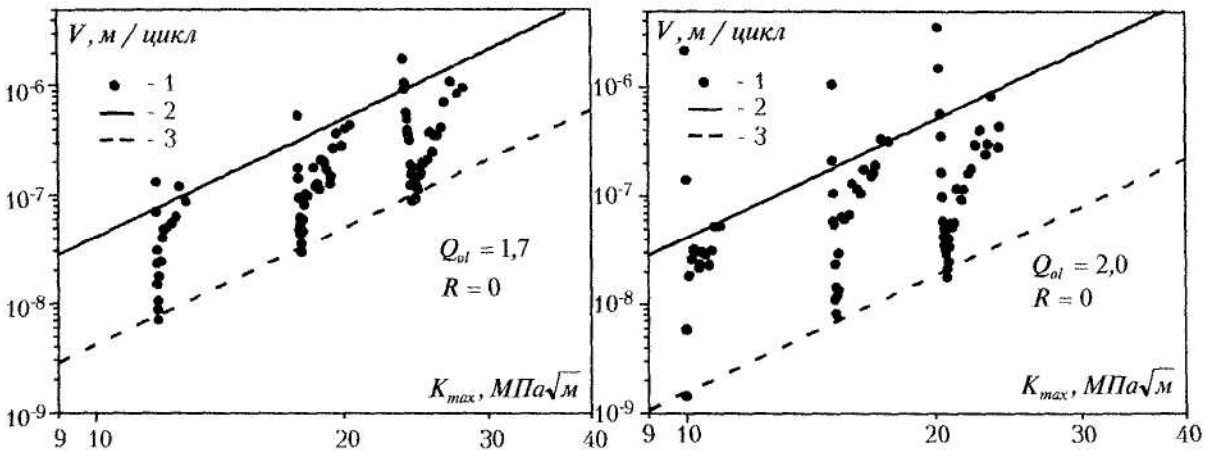 V, м / цикл
- 1
- 2
- 3
10⁻⁶
10⁻⁷
10⁻⁸
10⁻⁹
Q_ol = 1,7
R = 0
K_max, МПа√м
9 10 20 30 40
V, м / цикл
- 1
- 2
- 3
10⁻⁶
10⁻⁷
10⁻⁸
10⁻⁹
Q_ol = 2,0
R = 0
K_max, МПа√м
9 10 20 30 40